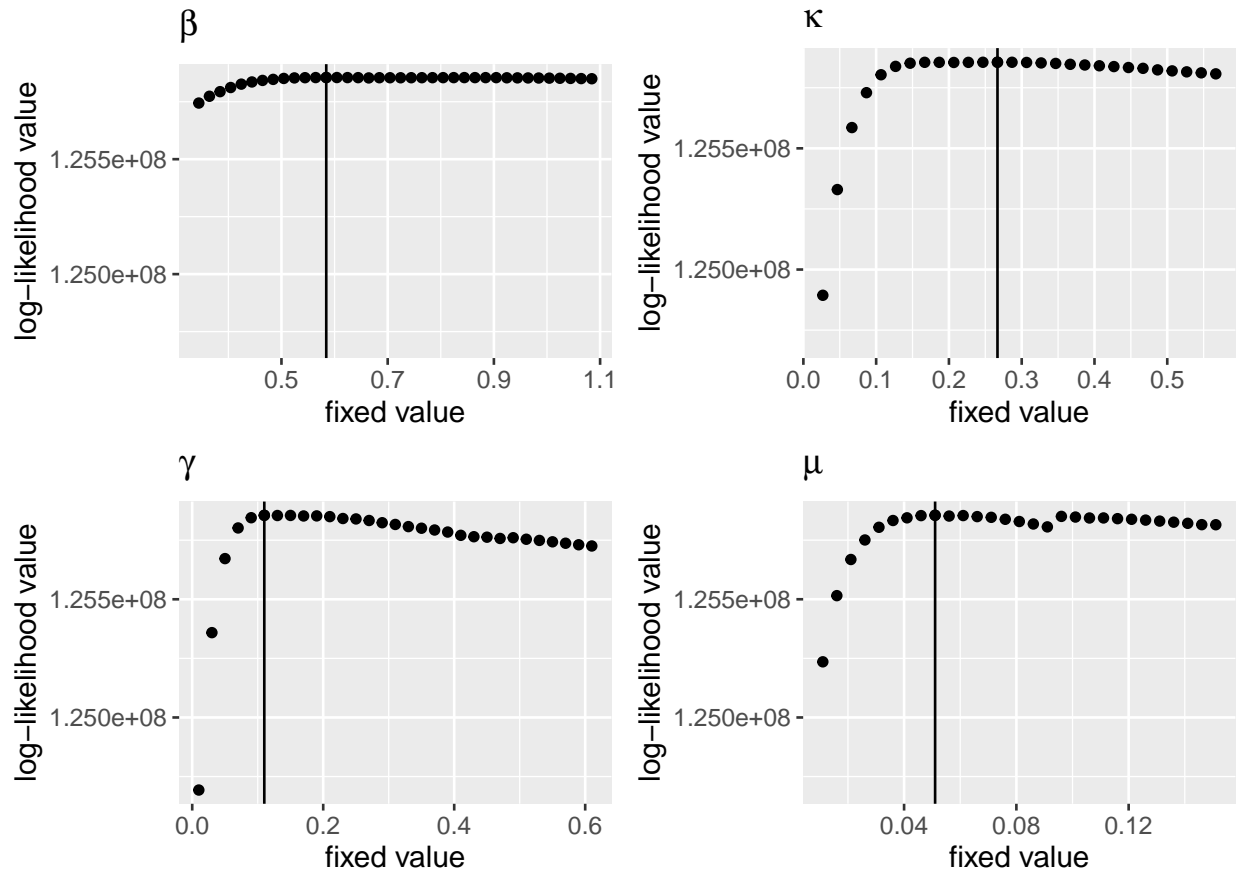 β
log−likelihood value
1.255e+08
1.250e+08
0.5 0.7 0.9 1.1
fixed value
κ
log−likelihood value
1.255e+08
1.250e+08
0.0 0.1 0.2 0.3 0.4 0.5
fixed value
γ
log−likelihood value
1.255e+08
1.250e+08
0.0 0.2 0.4 0.6
fixed value
μ
log−likelihood value
1.255e+08
1.250e+08
0.04 0.08 0.12
fixed value